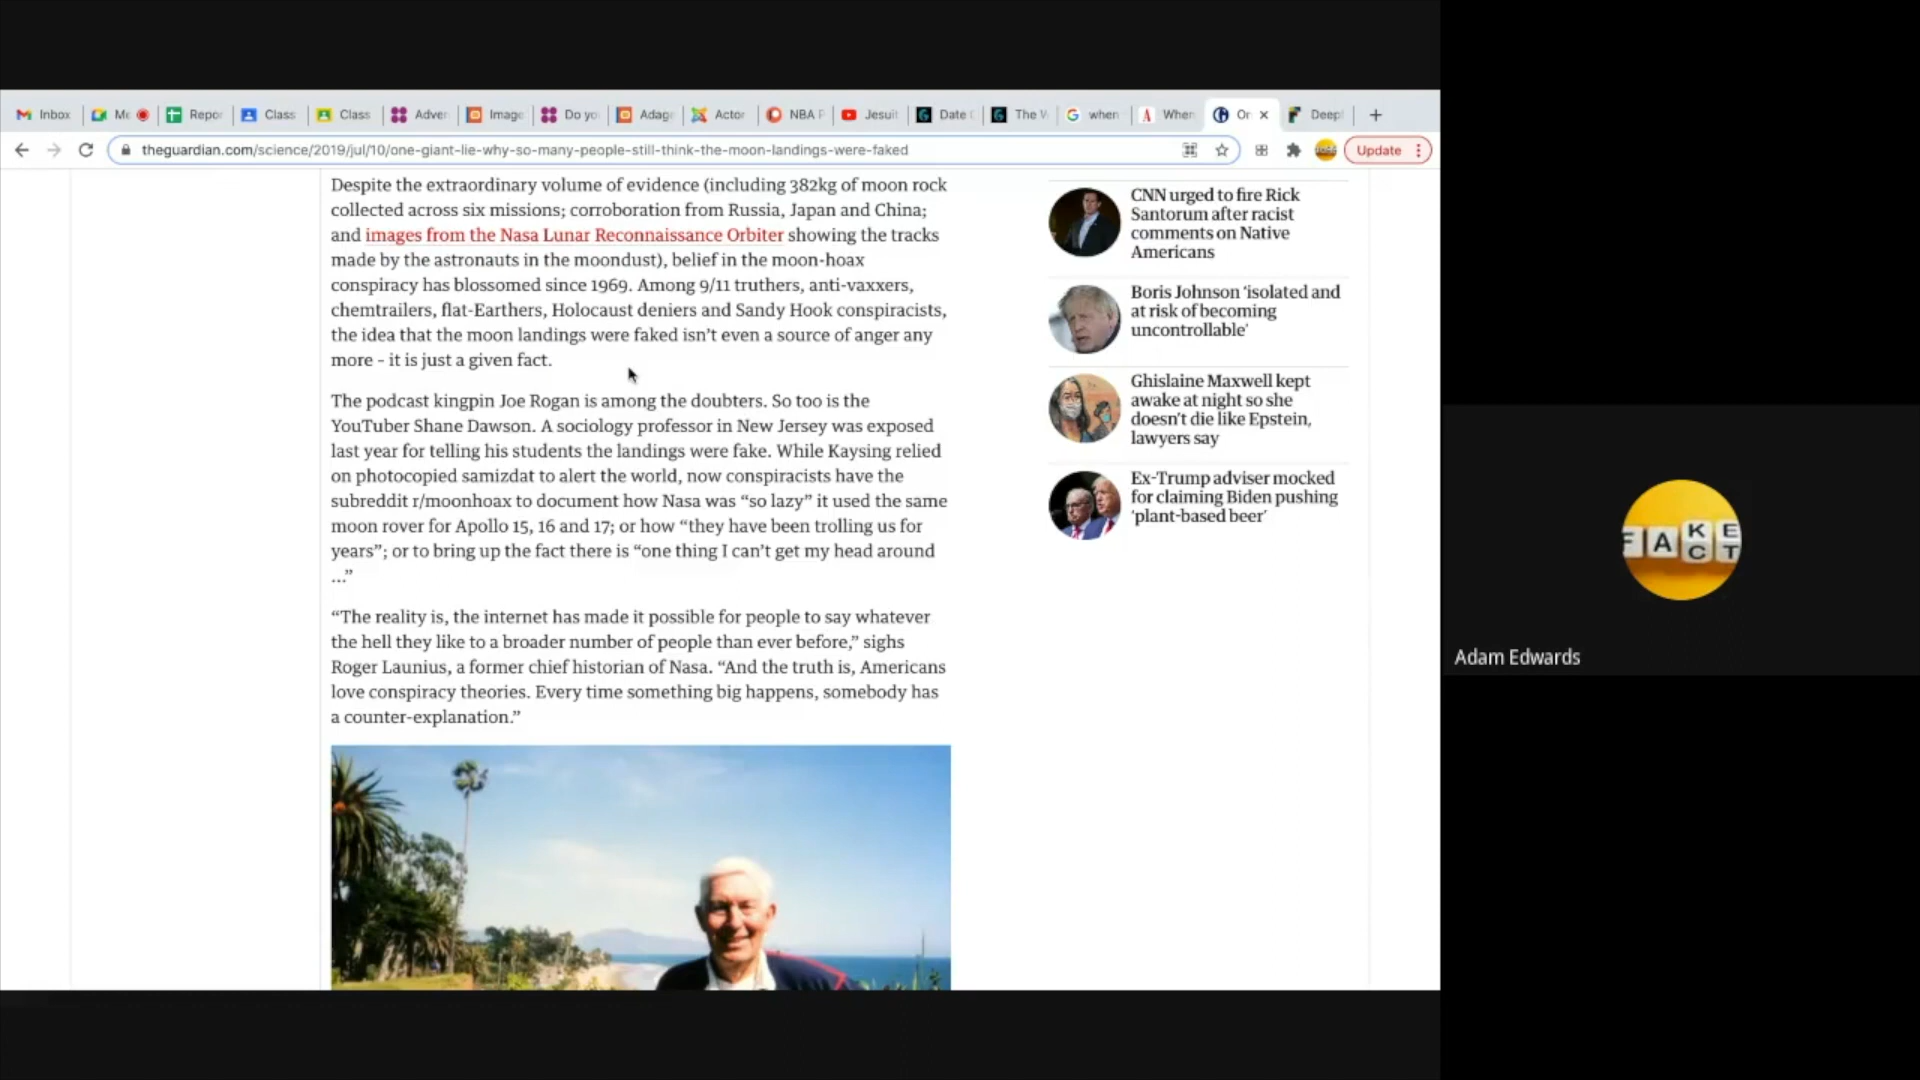 Inbox
Me
Repor
Class
Class
Adver
Image
Do yo
Adag
Actor
NBA F
Jesuit
Date
The
when
When
Or
Deep
theguardian.com/science/2019/jul/10/one-giant-lie-why-so-many-people-still-think-the-moon-landings-were-faked
Update
Despite the extraordinary volume of evidence (including 382kg of moon rock
collected across six missions; corroboration from Russia, Japan and China;
and images from the Nasa Lunar Reconnaissance Orbiter showing the tracks
made by the astronauts in the moondust), belief in the moon-hoax
conspiracy has blossomed since 1969. Among 9/11 truthers, anti-vaxxers,
chemtrailers, flat-Earthers, Holocaust deniers and Sandy Hook conspiracists,
the idea that the moon landings were faked isn’t even a source of anger any
more - it is just a given fact.
The podcast kingpin Joe Rogan is among the doubters. So too is the
YouTuber Shane Dawson. A sociology professor in New Jersey was exposed
last year for telling his students the landings were fake. While Kaysing relied
on photocopied samizdat to alert the world, now conspiracists have the
subreddit r/moonhoax to document how Nasa was “so lazy” it used the same
moon rover for Apollo 15, 16 and 17; or how “they have been trolling us for
years”; or to bring up the fact there is “one thing I can’t get my head around
…”
“The reality is, the internet has made it possible for people to say whatever
the hell they like to a broader number of people than ever before,” sighs
Roger Launius, a former chief historian of Nasa. “And the truth is, Americans
love conspiracy theories. Every time something big happens, somebody has
a counter-explanation.”
CNN urged to fire Rick
Santorum after racist
comments on Native
Americans
Boris Johnson ‘isolated and
at risk of becoming
uncontrollable’
Ghislaine Maxwell kept
awake at night so she
doesn’t die like Epstein,
lawyers say
Ex-Trump adviser mocked
for claiming Biden pushing
‘plant-based beer’
FAKE
CT
Adam Edwards